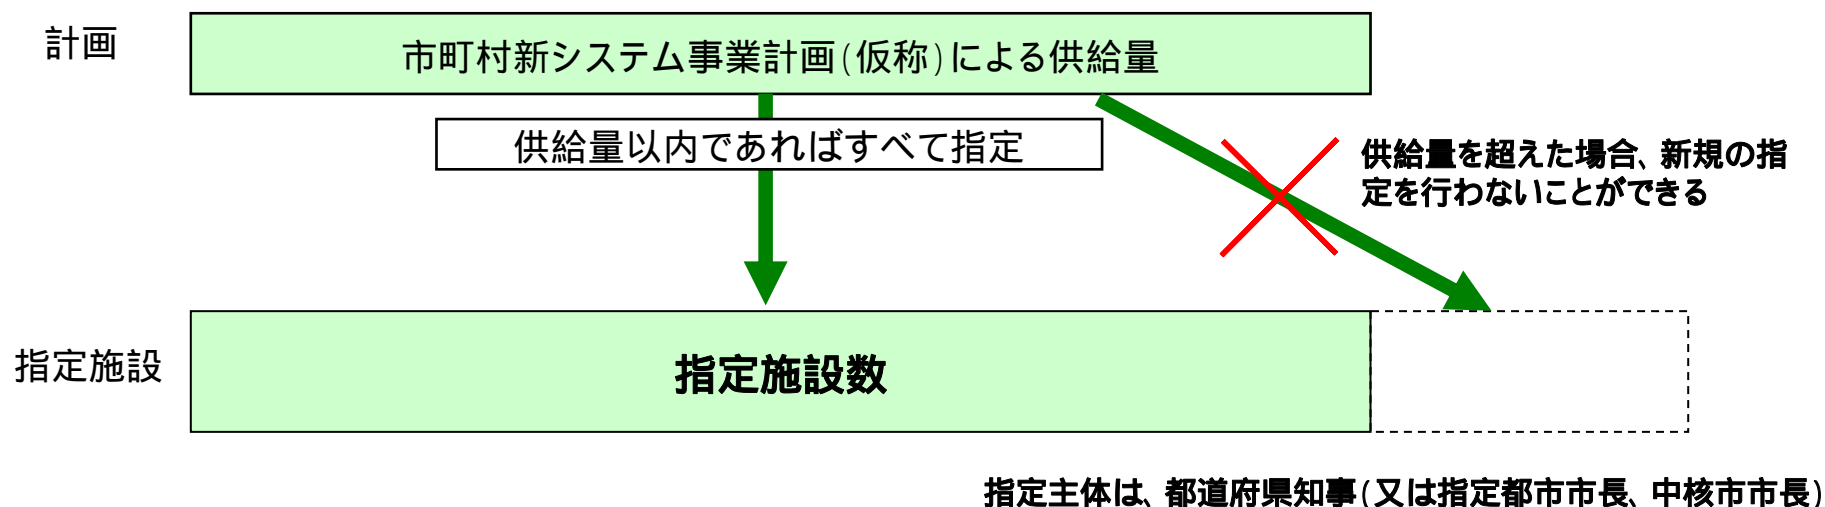 計画
市町村新システム事業計画(仮称)による供給量
供給量以内であればすべて指定
供給量を超えた場合、新規の指
定を行わないことができる
指定施設
指定施設数
指定主体は、都道府県知事(又は指定都市市長、中核市市長)